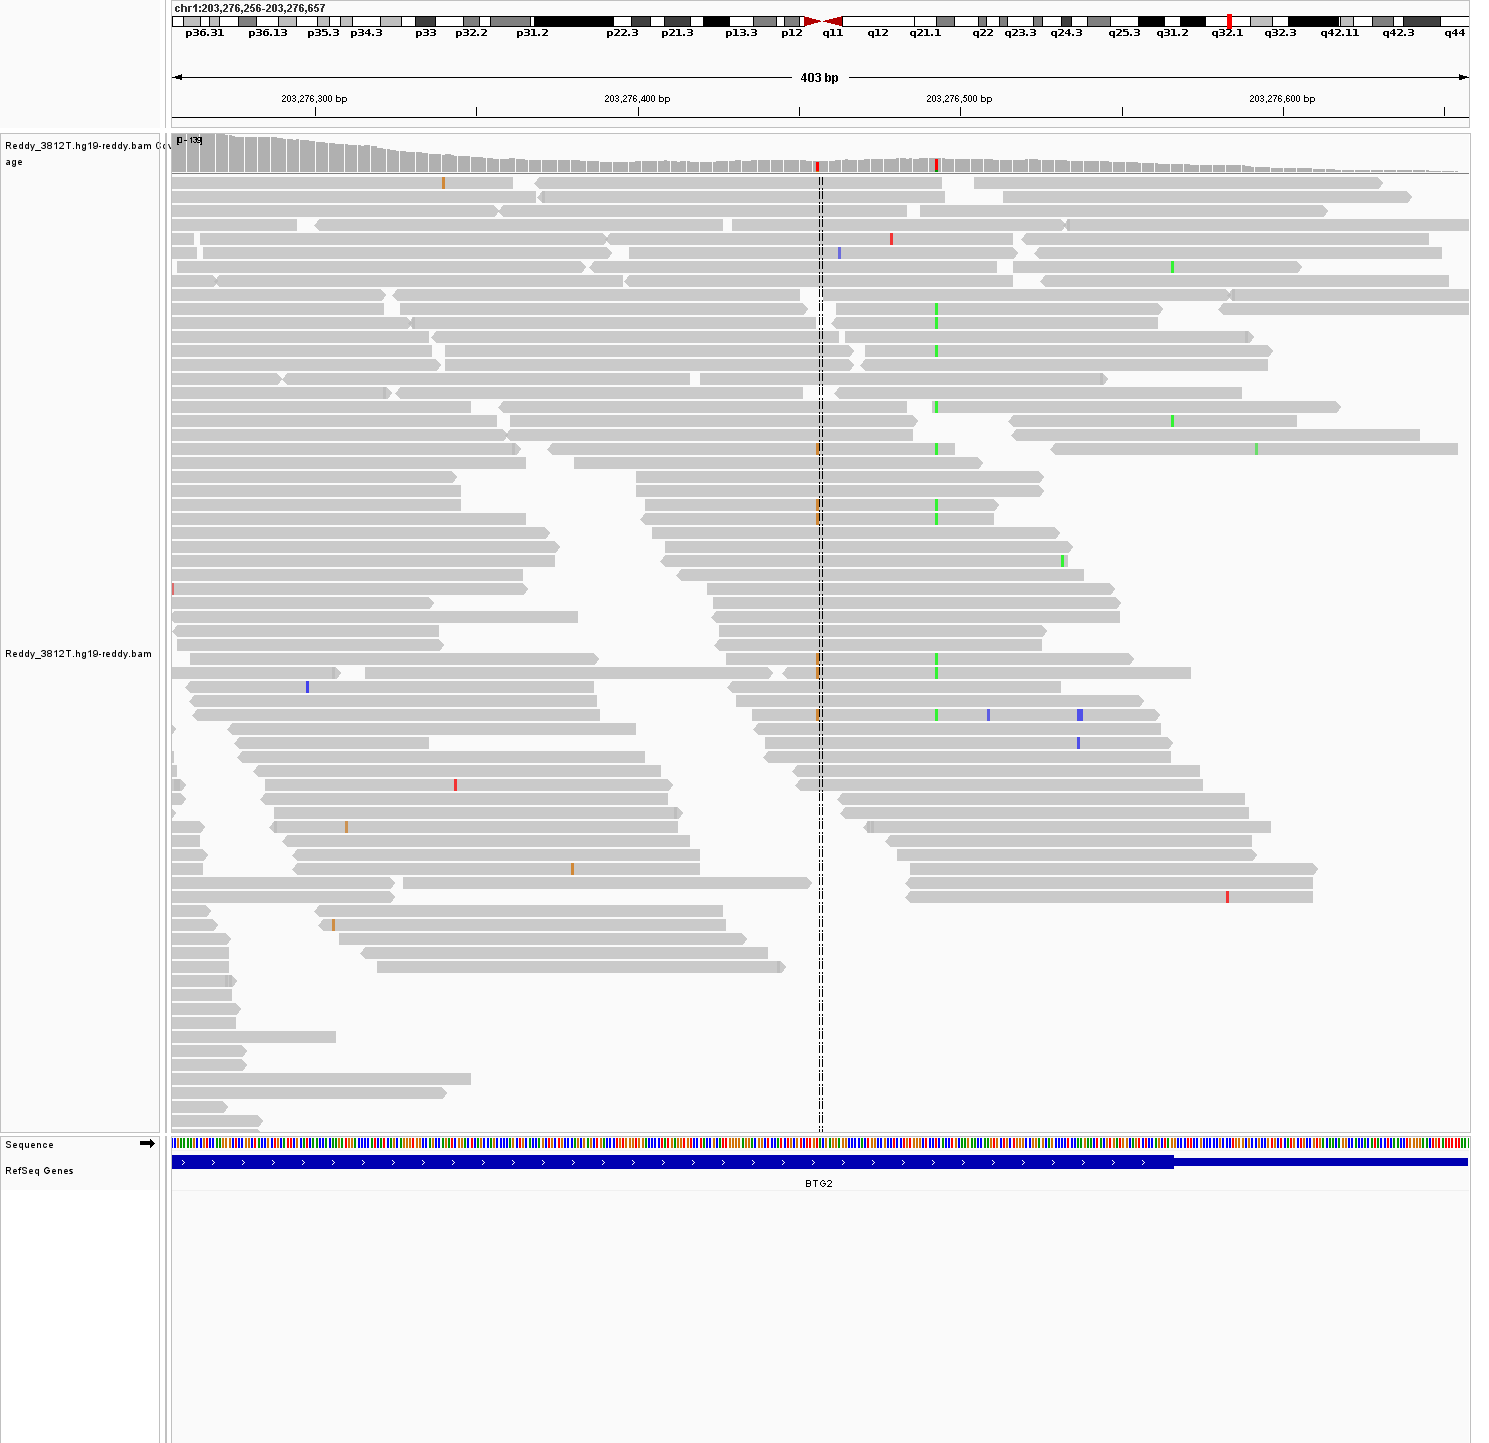 chr1:203,276,256-203,276,657
p36.31 p36.13 p35.3 p34.3 p33 p32.2 p31.2 p22.3 p21.3 p13.3 p12 q11 q12 q21.1 q22 q23.3 q24.3 q25.3 q31.2 q32.1 q32.3 q42.11 q42.3 q44
403 bp
203,276,300 bp 203,276,400 bp 203,276,500 bp 203,276,600 bp
[0 - 139]
Reddy_3812T.hg19-reddy.bam Cov
age
Reddy_3812T.hg19-reddy.bam
Sequence
RefSeq Genes
BTG2